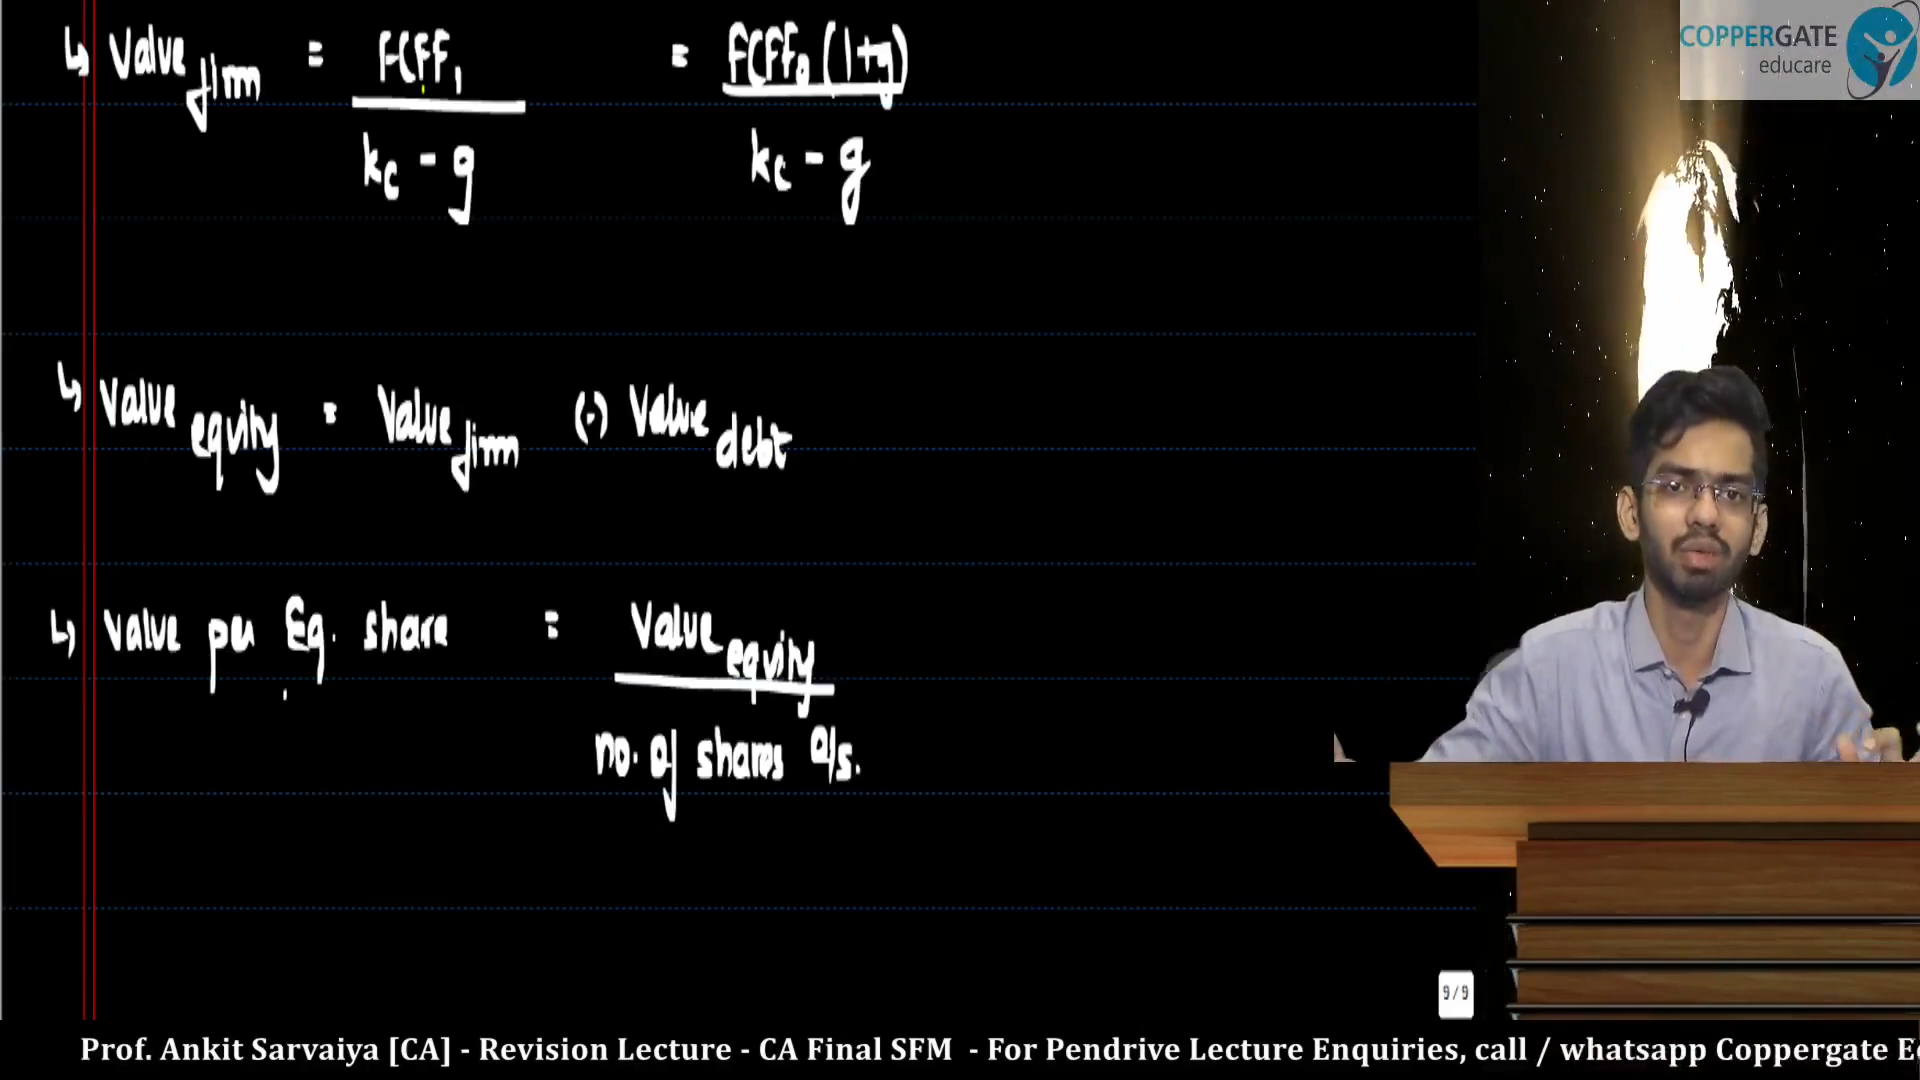 ↳ Value firm = FCFF₁ / kc - g = FCFF₀ (1+g) / kc - g
↳ Value equity = Value firm (-) Value debt
↳ Value per Eq. share = Value equity / no. of shares o/s.
COPPERGATE
educare
9/9
Prof. Ankit Sarvaiya [CA] - Revision Lecture - CA Final SFM - For Pendrive Lecture Enquiries, call / whatsapp Coppergate E